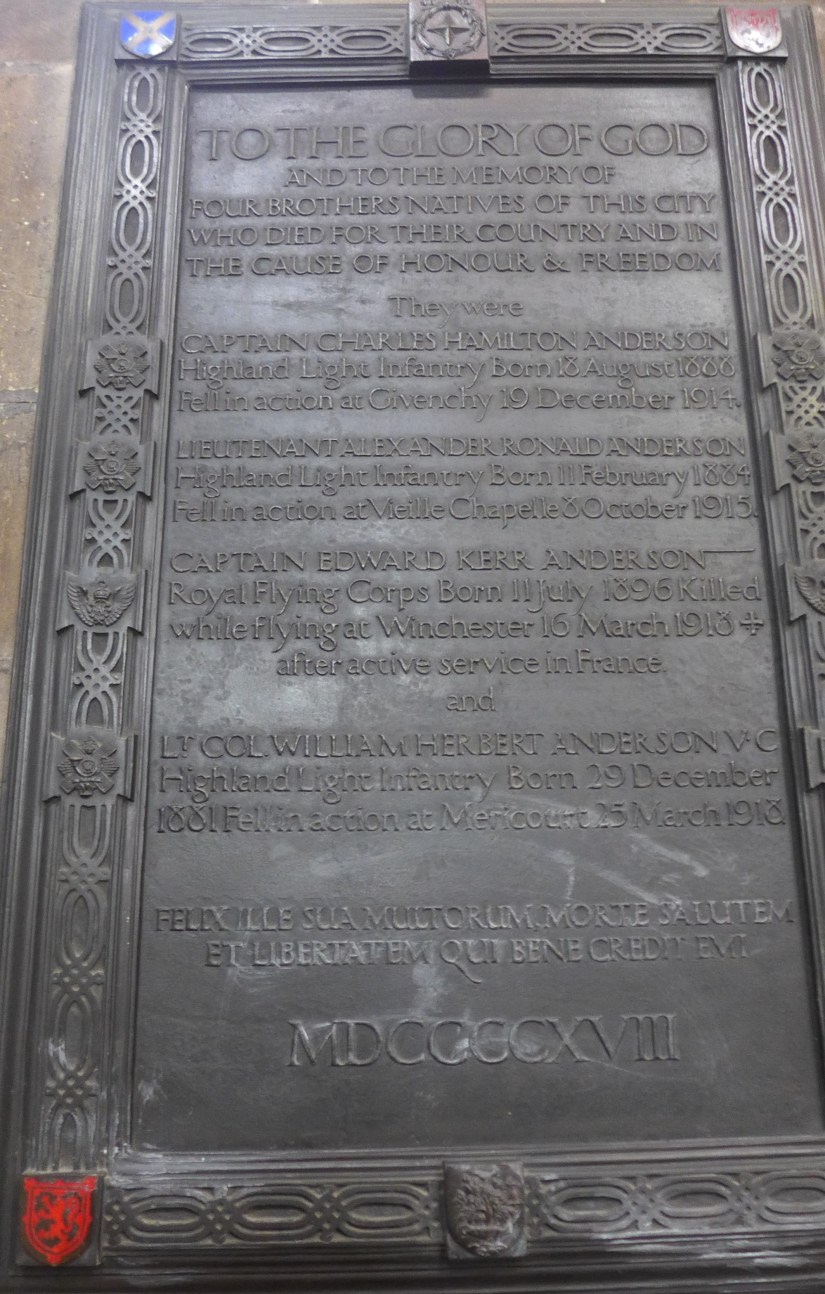 TO THE GLORY OF GOD
AND TO THE MEMORY OF
FOUR BROTHERS NATIVES OF THIS CITY
WHO DIED FOR THEIR COUNTRY AND IN
THE CAUSE OF HONOUR & FREEDOM
They were
CAPTAIN CHARLES HAMILTON ANDERSON
Highland Light Infantry Born 18 August 1888
Fell in action at Givenchy 19 December 1914.
LIEUTENANT ALEXANDER RONALD ANDERSON
Highland Light Infantry Born 11 February 1884
Fell in action at Vieille Chapelle 8 October 1915.
CAPTAIN EDWARD KERR ANDERSON
Royal Flying Corps Born 11 July 1896 Killed
while flying at Winchester 16 March 1918
after active service in France.
and
LT COL. WILLIAM HERBERT ANDERSON V·C
Highland Light Infantry Born 29 December
1881 Fell in action at Mericourt 25 March 1918
FELIX ILLE SUA MULTORUM MORTE SALUTEM
ET LIBERTATEM QUI BENE CREDIT EMI
MDCCCCXVIII